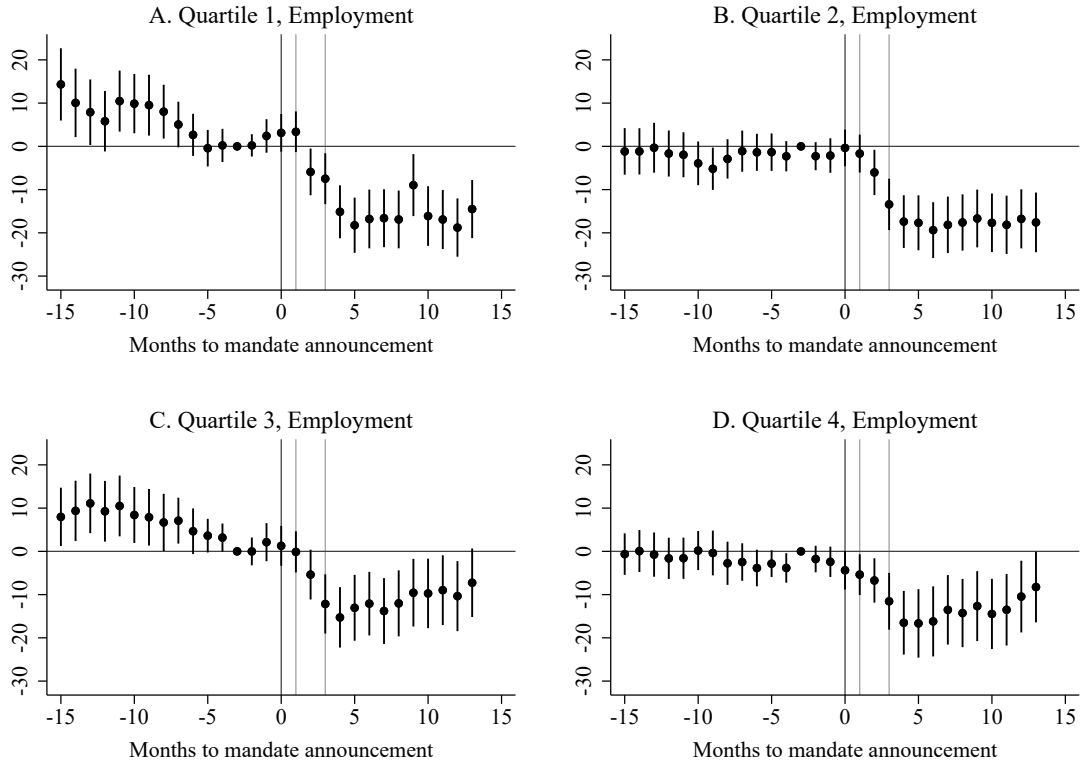 A. Quartile 1, Employment
20
10
0
-10
-20
-30
-15 -10 -5 0 5 10 15
Months to mandate announcement
B. Quartile 2, Employment
20
10
0
-10
-20
-30
-15 -10 -5 0 5 10 15
Months to mandate announcement
C. Quartile 3, Employment
20
10
0
-10
-20
-30
-15 -10 -5 0 5 10 15
Months to mandate announcement
D. Quartile 4, Employment
20
10
0
-10
-20
-30
-15 -10 -5 0 5 10 15
Months to mandate announcement